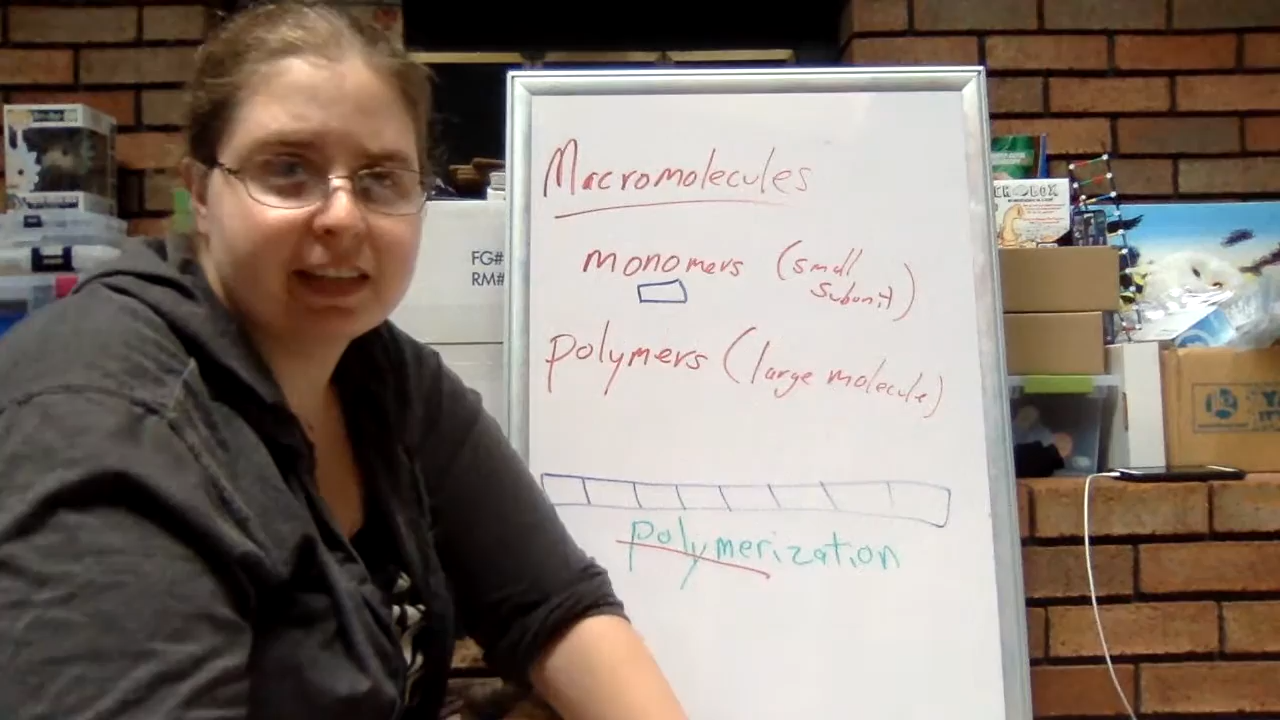 Macromolecules
monomers (small
subunit)
polymers (large molecule)
polymerization
FG#
RM#